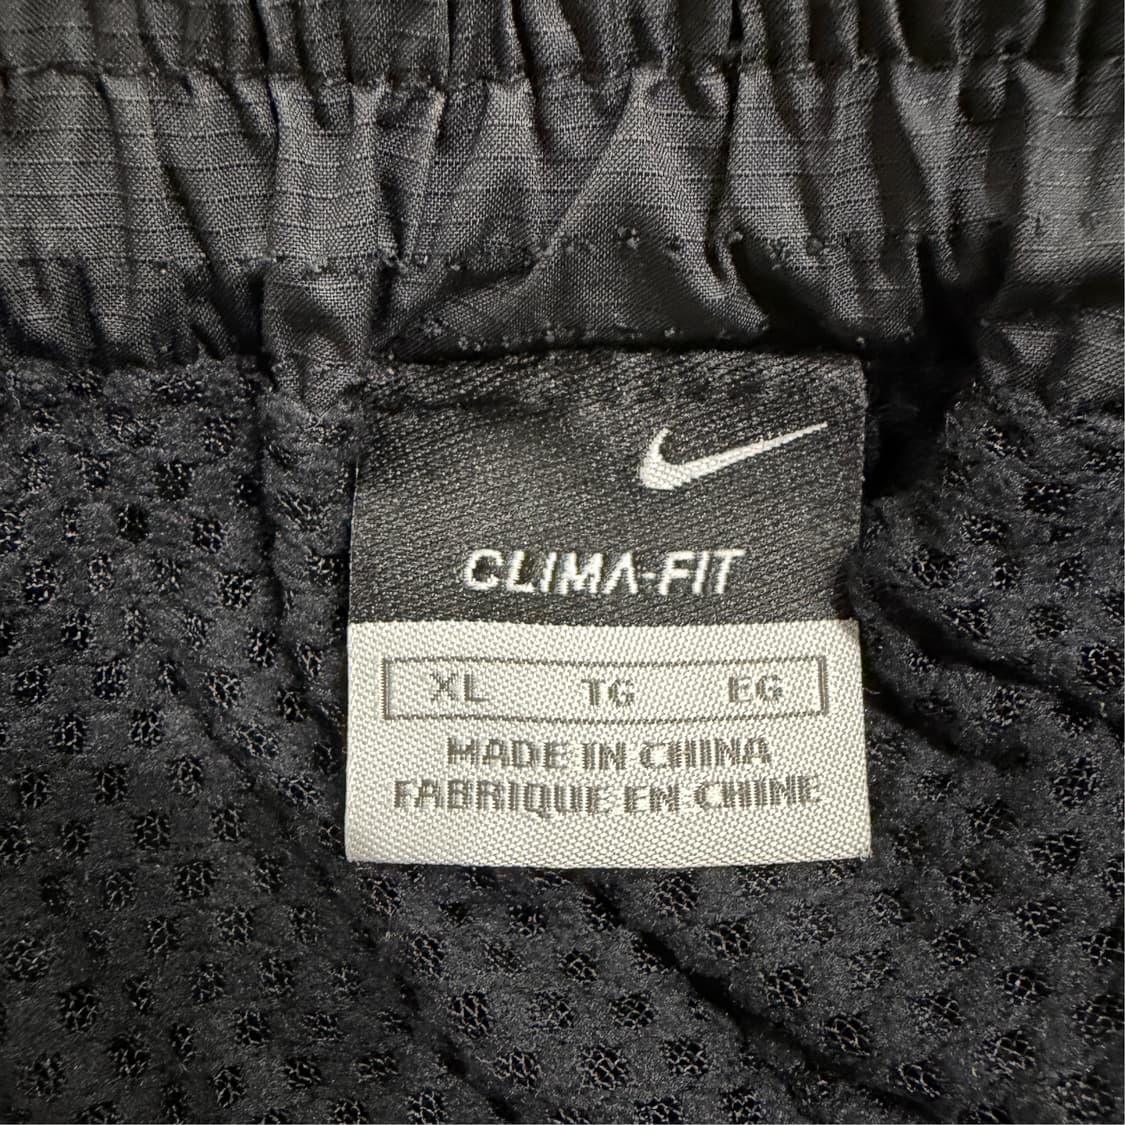 CLIMA-FIT
XL TG EG
MADE IN CHINA
FABRIQUE EN CHINE